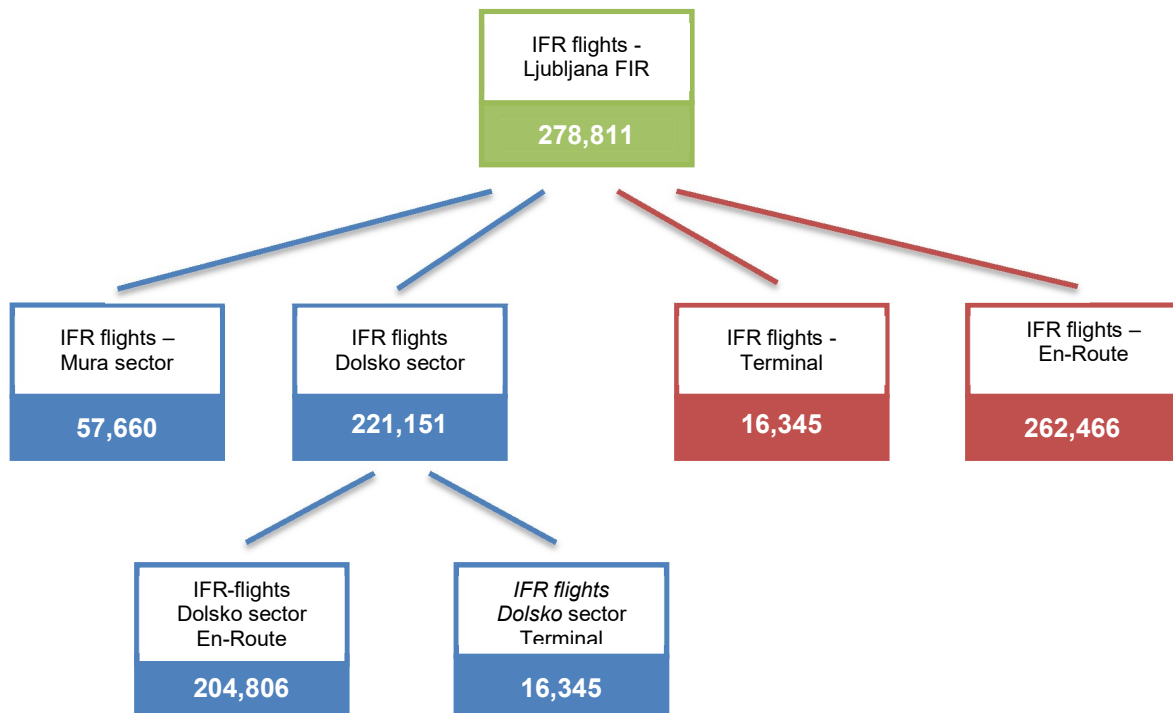 IFR flights -
Ljubljana FIR
278,811
IFR flights –
Mura sector
57,660
IFR flights
Dolsko sector
221,151
IFR flights -
Terminal
16,345
IFR flights –
En-Route
262,466
IFR-flights
Dolsko sector
En-Route
204,806
IFR flights
Dolsko sector
Terminal
16,345